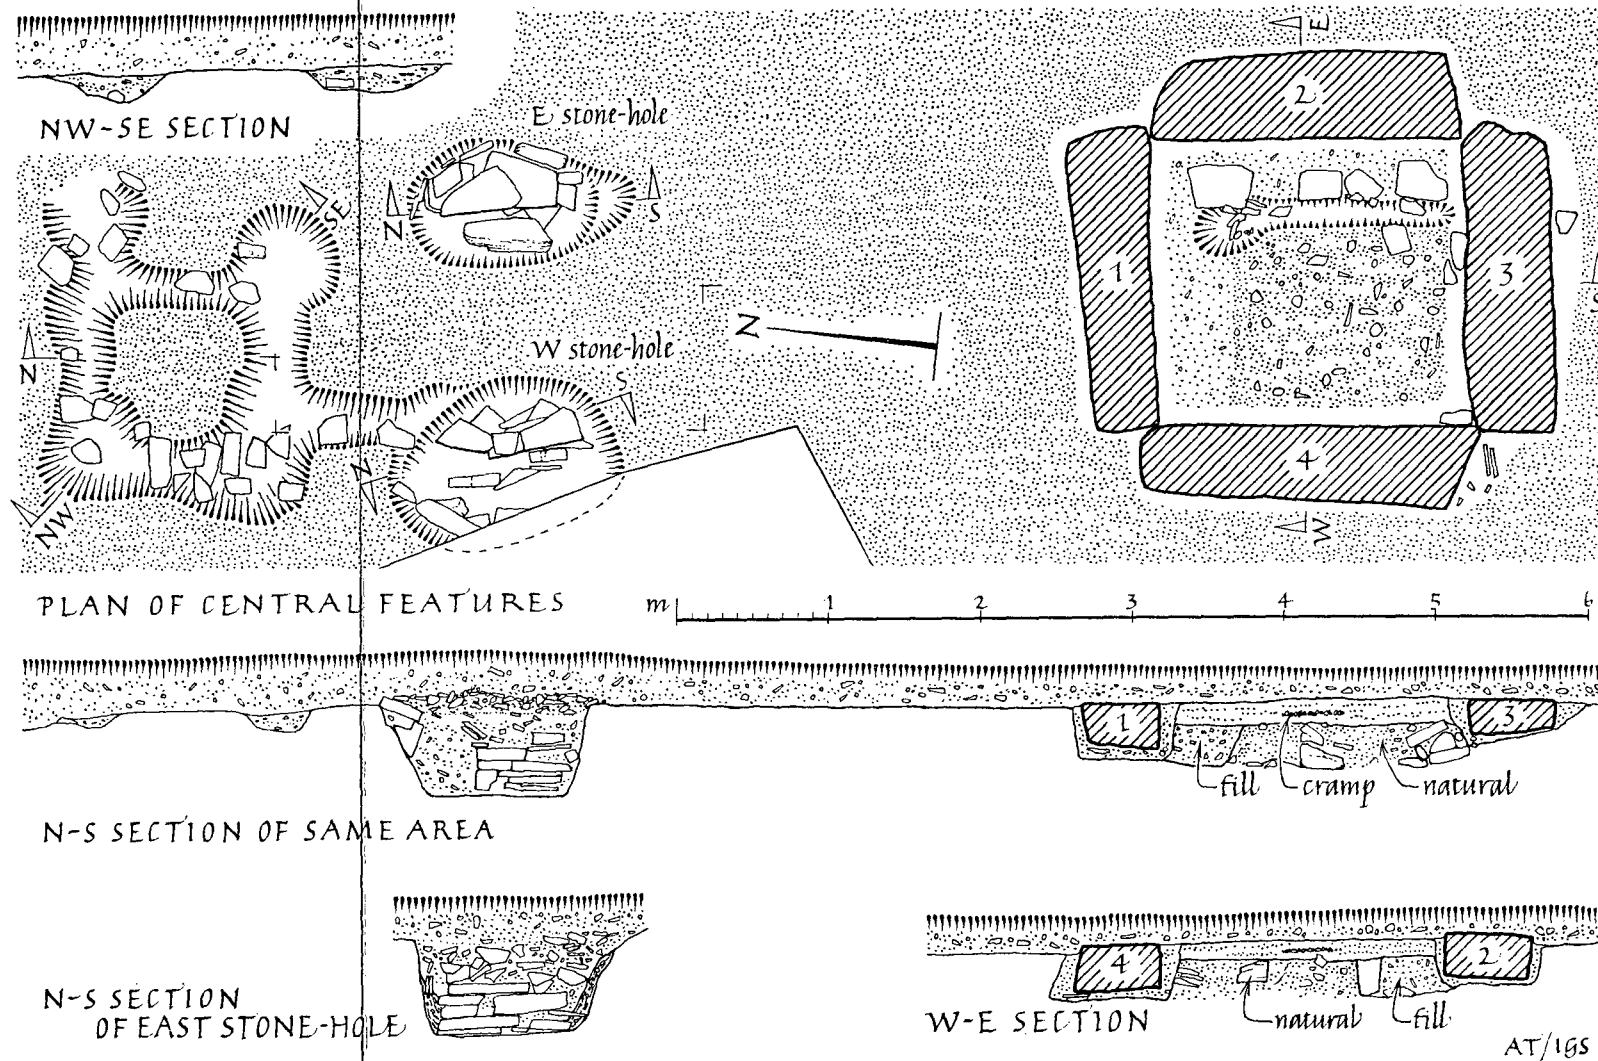 E
2
NW-SE SECTION
E stone-hole
SE
N
S
1
3
N
W stone-hole
S
N
S
4
N
NW
W
PLAN OF CENTRAL FEATURES
m 1 2 3 4 5 6
1
3
fill
cramp
natural
N-S SECTION OF SAME AREA
4
2
N-S SECTION
OF EAST STONE-HOLE
W-E SECTION
natural
fill
AT/IGS